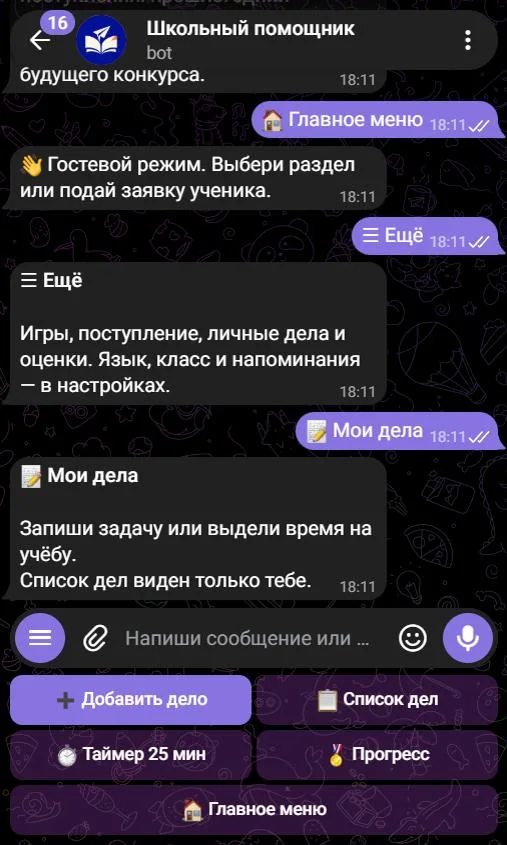 16
Школьный помощник
bot
будущего конкурса.
18:11
🏠 Главное меню 18:11
👋 Гостевой режим. Выбери раздел
или подай заявку ученика.
18:11
☰ Ещё 18:11
☰ Ещё
Игры, поступление, личные дела и
оценки. Язык, класс и напоминания
— в настройках.
18:11
📝 Мои дела 18:11
📝 Мои дела
Запиши задачу или выдели время на
учёбу.
Список дел виден только тебе.
18:11
Напиши сообщение или ...
➕ Добавить дело
📋 Список дел
⏱ Таймер 25 мин
🏅 Прогресс
🏠 Главное меню